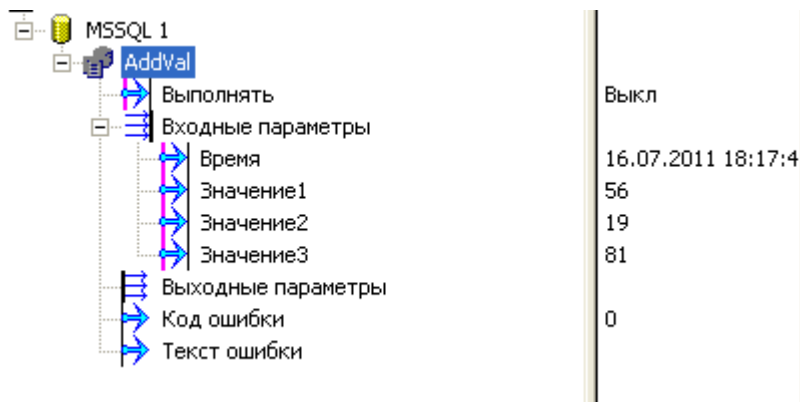 MSSQL 1
AddVal
Выполнять Выкл
Входные параметры
Время 16.07.2011 18:17:4
Значение1 56
Значение2 19
Значение3 81
Выходные параметры
Код ошибки 0
Текст ошибки